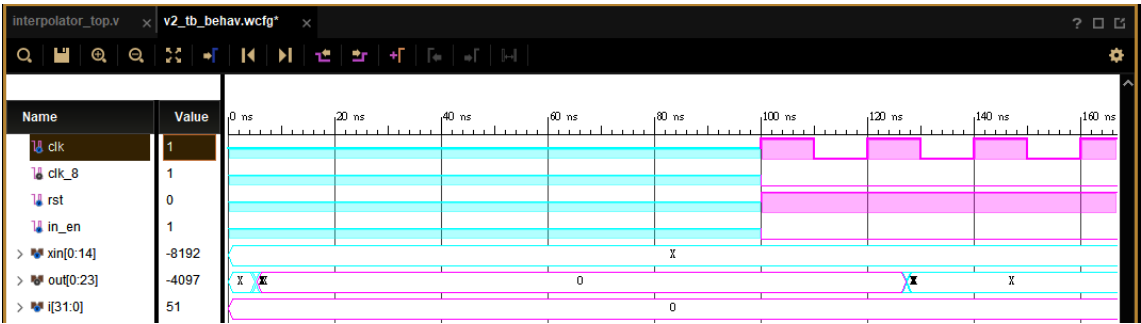 interpolator_top.v × v2_tb_behav.wcfg* × ?
Name Value 0 ns 20 ns 40 ns 60 ns 80 ns 100 ns 120 ns 140 ns 160 ns
clk 1
clk_8 1
rst 0
in_en 1
> xin[0:14] -8192 X
> out[0:23] -4097 X X 0 X X
> i[31:0] 51 0